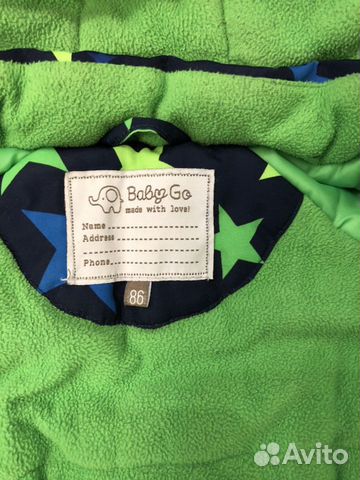 Baby Go
made with love!
Name
Address
Phone
86
Avito